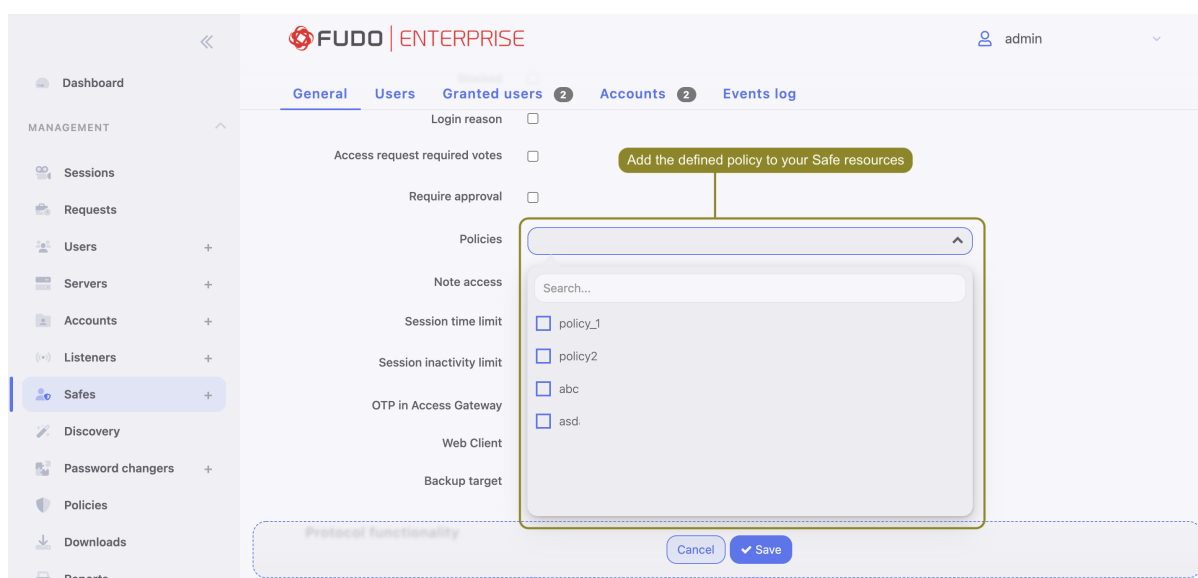 FUDO ENTERPRISE
admin
Dashboard
General Users Granted users 2 Accounts 2 Events log
MANAGEMENT
Login reason
Access request required votes
Add the defined policy to your Safe resources
Sessions
Requests
Require approval
Users +
Policies
Servers +
Note access
Search...
Accounts +
Session time limit
policy_1
Listeners +
Session inactivity limit
policy2
Safes +
OTP in Access Gateway
abc
Discovery
asd
Web Client
Password changers +
Backup target
Policies
Protocol functionality
Downloads
Cancel
Save